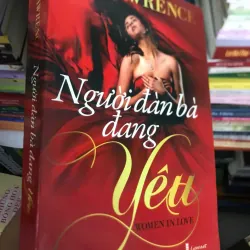 WRENCE
Người đàn bà
đang
Yêu
WOMEN IN LOVE
Người đàn bà đang Yêu